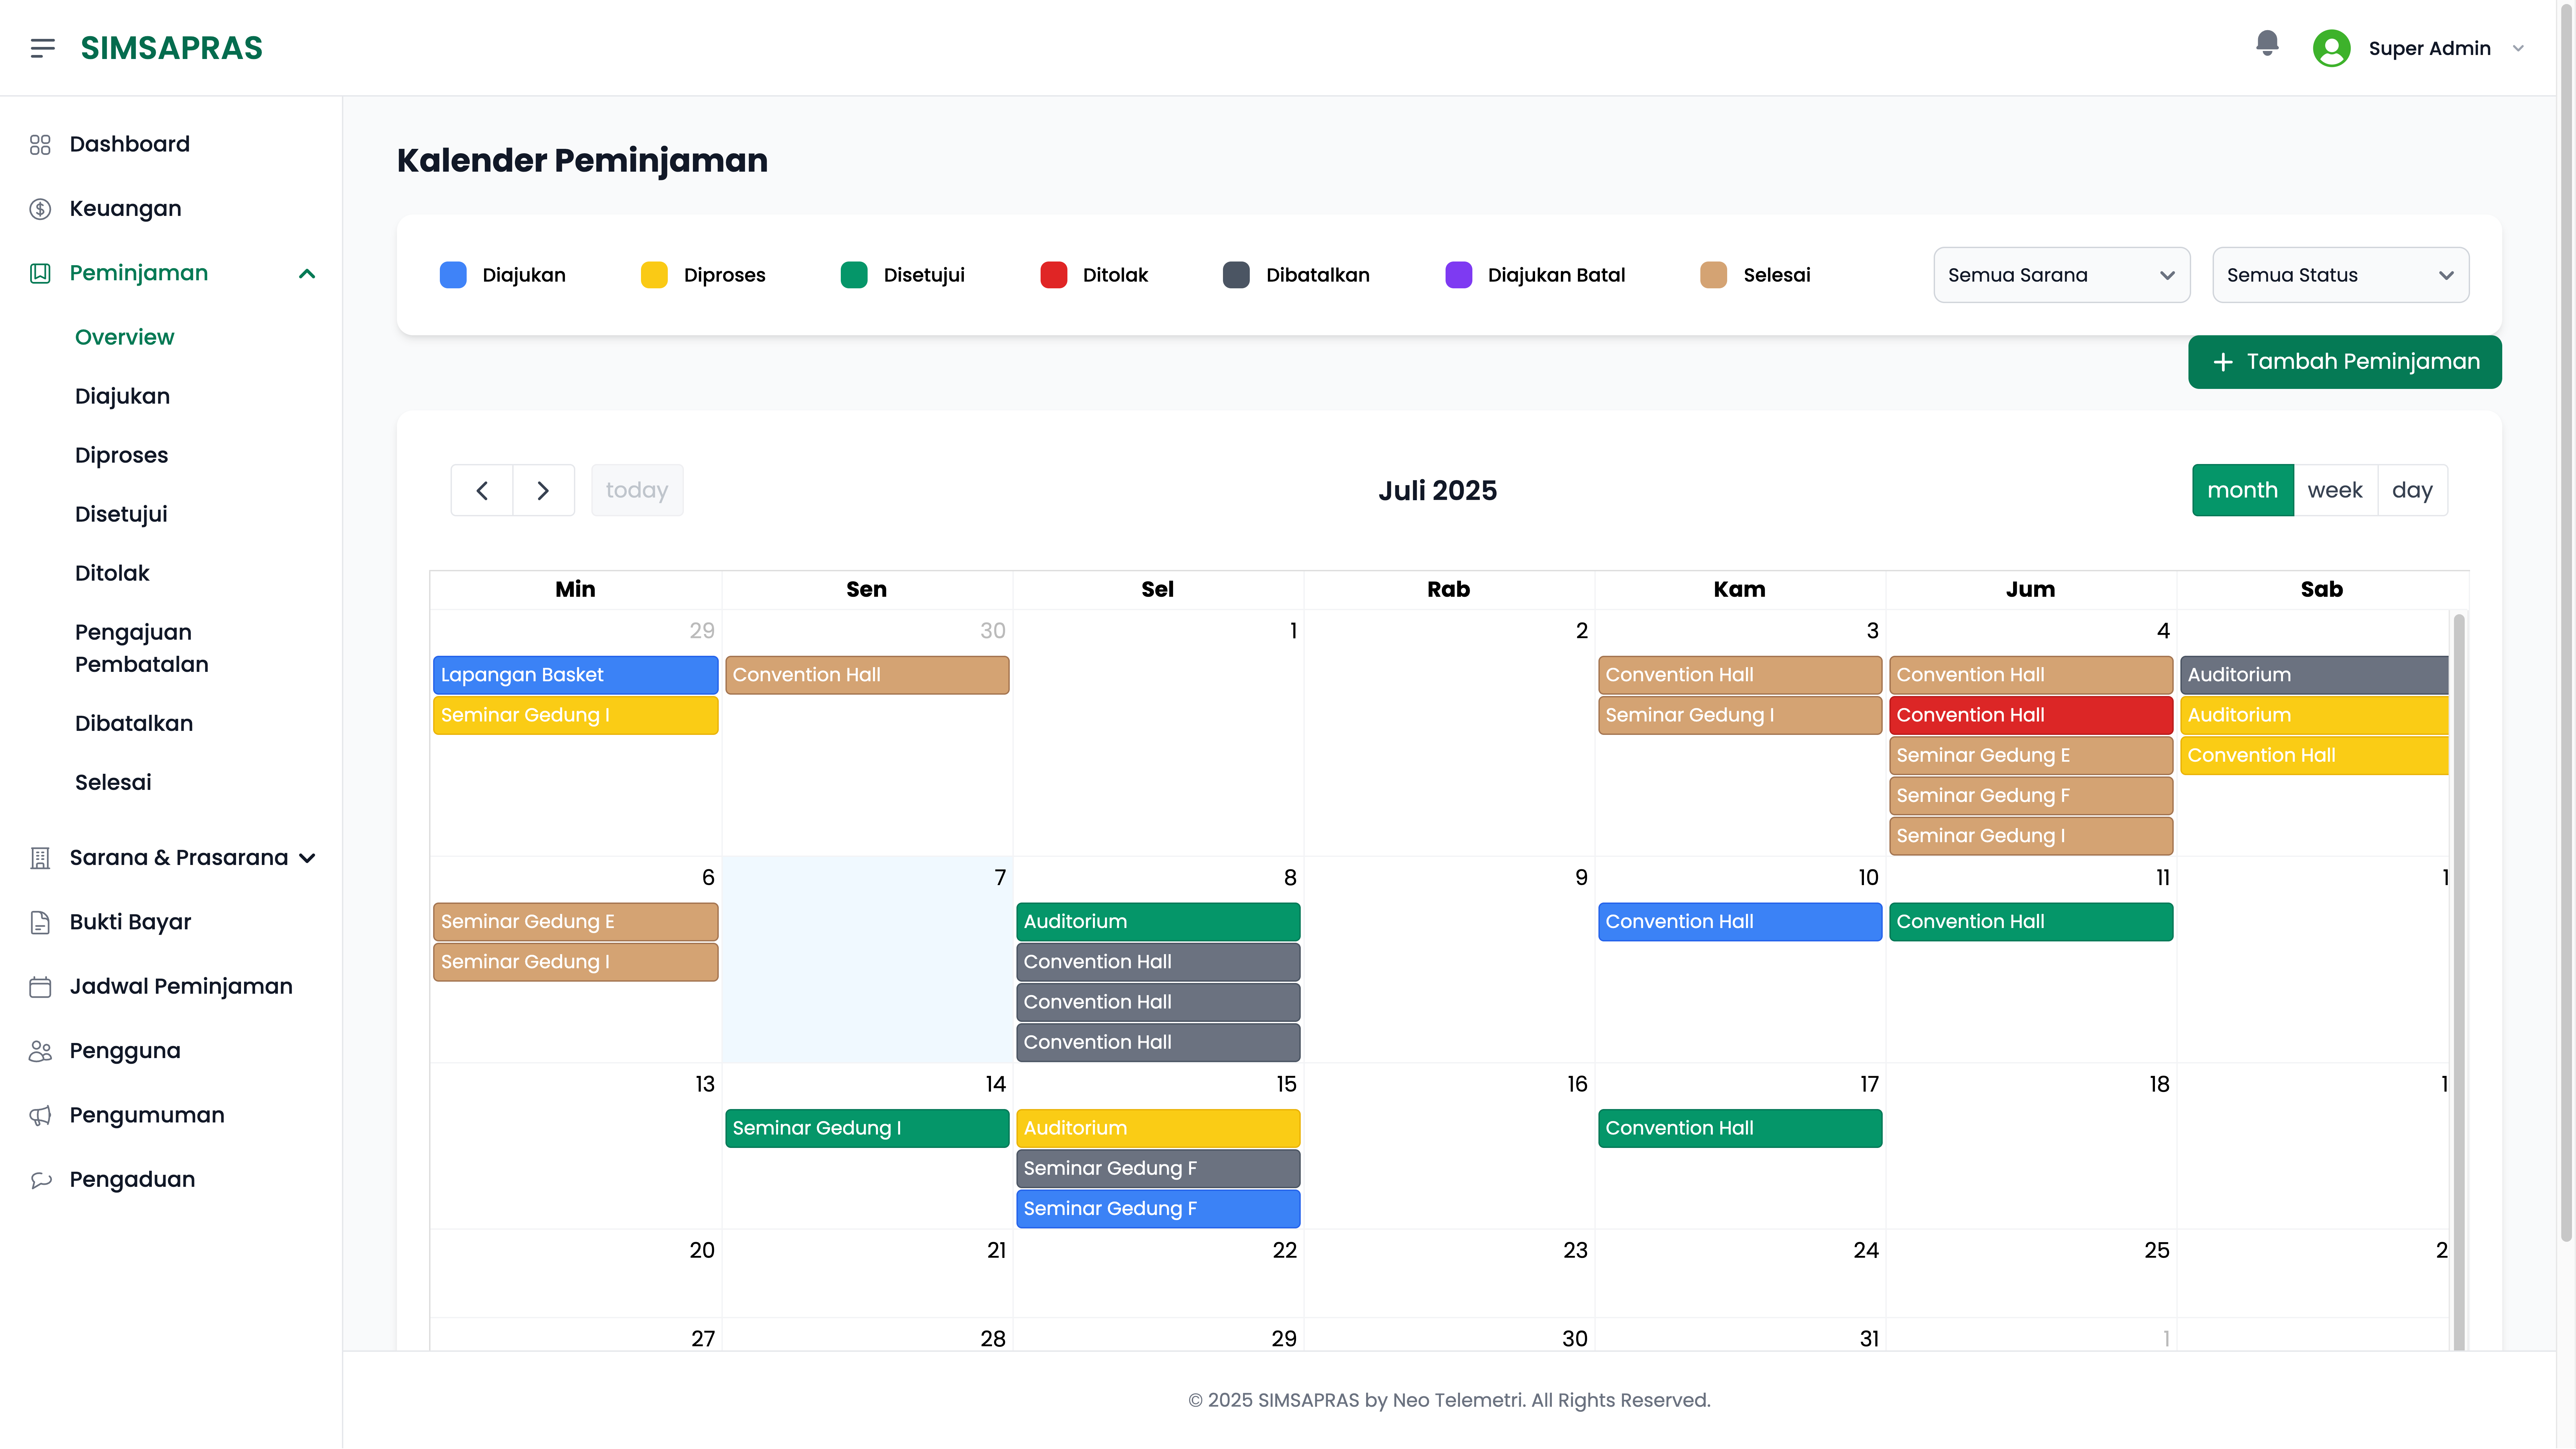 SIMSAPRAS
Super Admin
Dashboard
Keuangan
Peminjaman
Overview
Diajukan
Diproses
Disetujui
Ditolak
Pengajuan
Pembatalan
Dibatalkan
Selesai
Sarana & Prasarana
Bukti Bayar
Jadwal Peminjaman
Pengguna
Pengumuman
Pengaduan
Kalender Peminjaman
Diajukan Diproses Disetujui Ditolak Dibatalkan Diajukan Batal Selesai Semua Sarana Semua Status
+ Tambah Peminjaman
today Juli 2025 month week day
Min Sen Sel Rab Kam Jum Sab
29 30 1 2 3 4
Lapangan Basket Convention Hall Convention Hall Convention Hall Auditorium
Seminar Gedung I Seminar Gedung I Convention Hall Auditorium
Seminar Gedung E Convention Hall
Seminar Gedung F
Seminar Gedung I
6 7 8 9 10 11 1
Seminar Gedung E Auditorium Convention Hall Convention Hall
Seminar Gedung I Convention Hall
Convention Hall
Convention Hall
13 14 15 16 17 18 1
Seminar Gedung I Auditorium Convention Hall
Seminar Gedung F
Seminar Gedung F
20 21 22 23 24 25 2
27 28 29 30 31 1
© 2025 SIMSAPRAS by Neo Telemetri. All Rights Reserved.